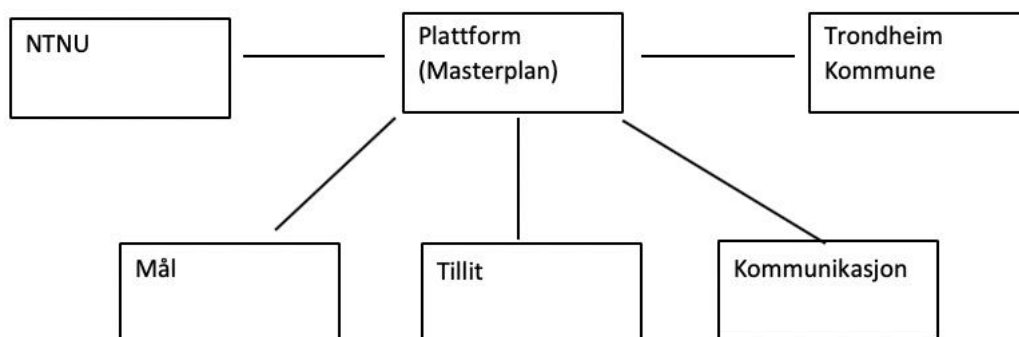 NTNU
Plattform
(Masterplan)
Trondheim
Kommune
Mål
Tillit
Kommunikasjon